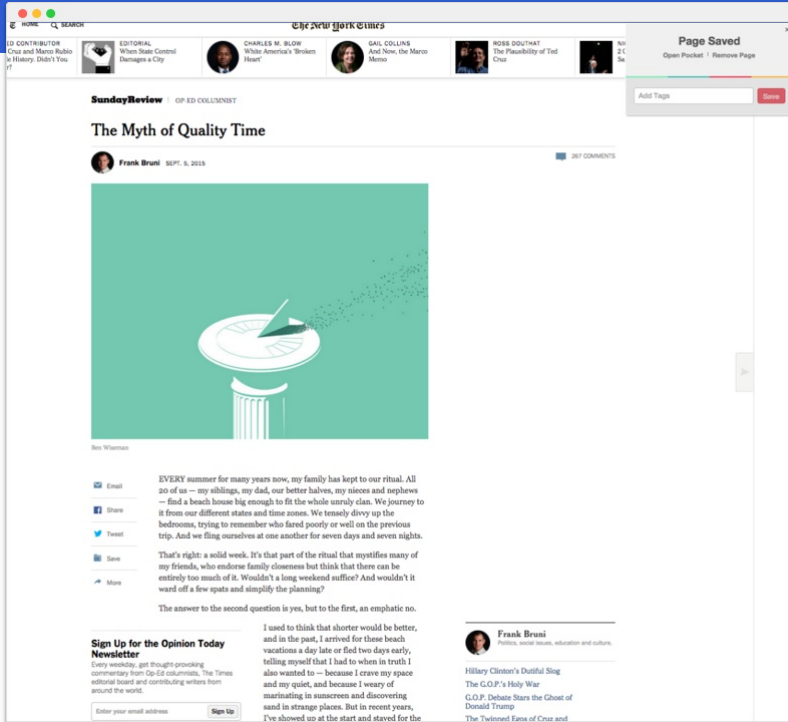 HOME SEARCH
The New York Times
ED CONTRIBUTOR
Cruz and Marco Rubio
le History. Didn't You
r?
EDITORIAL
When State Control
Damages a City
CHARLES M. BLOW
White America's 'Broken
Heart'
GAIL COLLINS
And Now, the Marco
Memo
ROSS DOUTHAT
The Plausibility of Ted
Cruz
Page Saved
Open Pocket Remove Page
Add Tags Save
SundayReview | OP-ED COLUMNIST
The Myth of Quality Time
Frank Bruni SEPT. 5, 2015
267 COMMENTS
Ben Wiseman
Email
Share
Tweet
Save
More
EVERY summer for many years now, my family has kept to our ritual. All
20 of us — my siblings, my dad, our better halves, my nieces and nephews
— find a beach house big enough to fit the whole unruly clan. We journey to
it from our different states and time zones. We tensely divvy up the
bedrooms, trying to remember who fared poorly or well on the previous
trip. And we fling ourselves at one another for seven days and seven nights.
That's right: a solid week. It's that part of the ritual that mystifies many of
my friends, who endorse family closeness but think that there can be
entirely too much of it. Wouldn't a long weekend suffice? And wouldn't it
ward off a few spats and simplify the planning?
The answer to the second question is yes, but to the first, an emphatic no.
I used to think that shorter would be better,
and in the past, I arrived for these beach
vacations a day late or fled two days early,
telling myself that I had to when in truth I
also wanted to — because I crave my space
and my quiet, and because I weary of
marinating in sunscreen and discovering
sand in strange places. But in recent years,
I've showed up at the start and stayed for the
Sign Up for the Opinion Today
Newsletter
Every weekday, get thought-provoking
commentary from Op-Ed columnists, The Times
editorial board and contributing writers from
around the world.
Enter your email address Sign Up
Frank Bruni
Politics, social issues, education and culture.
Hillary Clinton's Dutiful Slog
The G.O.P.'s Holy War
G.O.P. Debate Stars the Ghost of
Donald Trump
The Twinned Egos of Cruz and